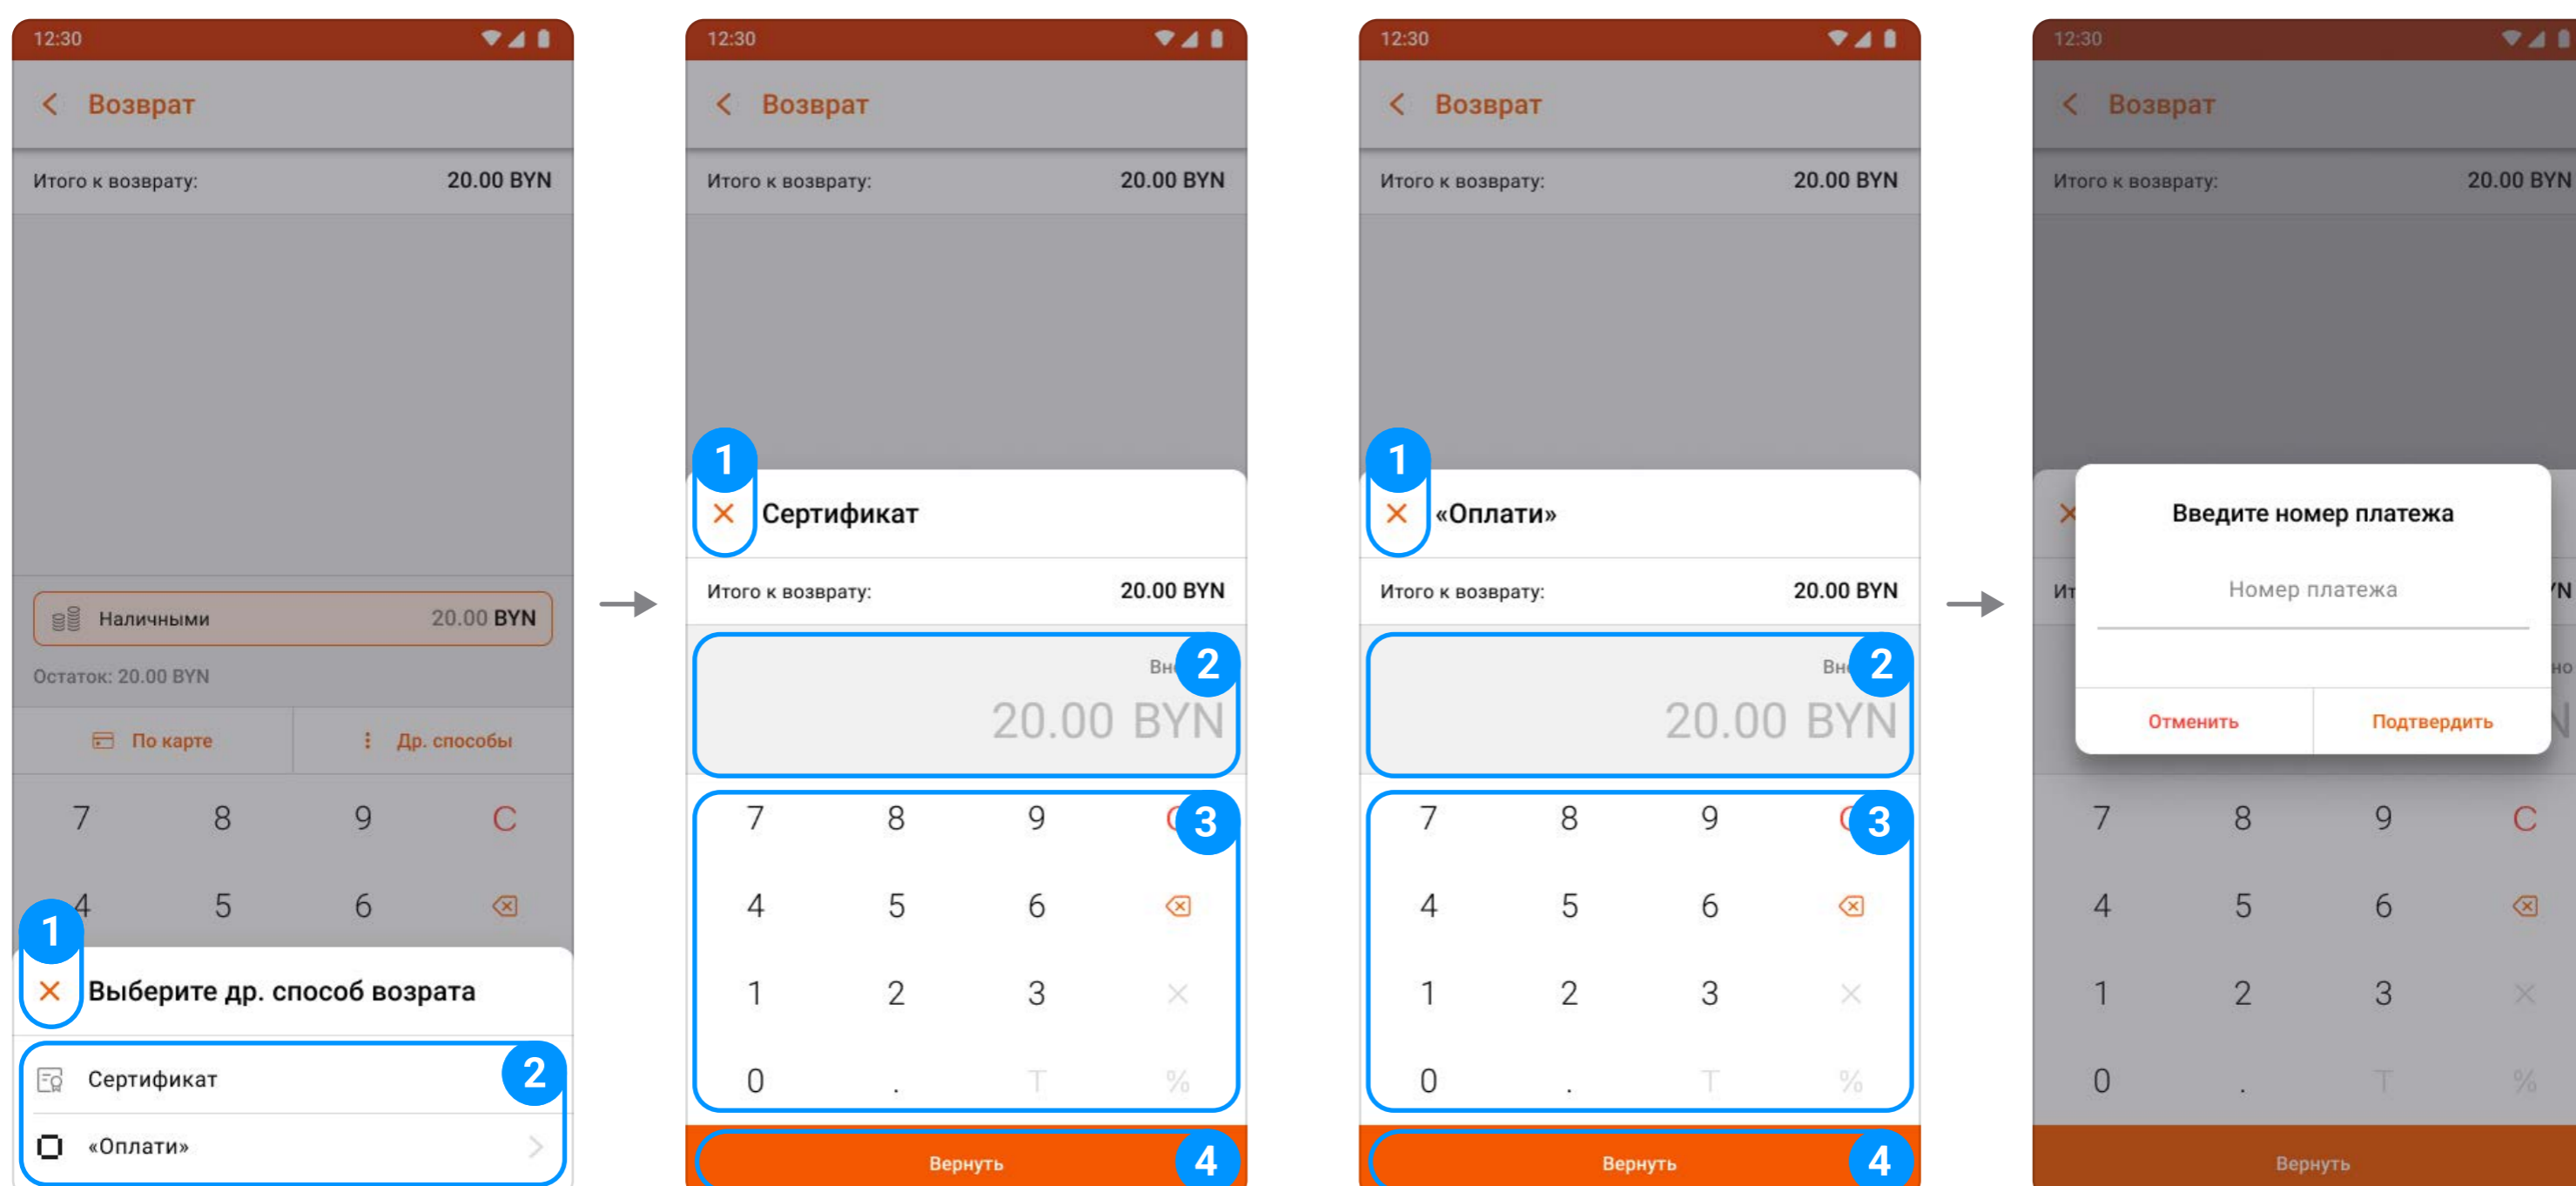 12:30
Возврат
Итого к возврату: 20.00 BYN
Наличными 20.00 BYN
Остаток: 20.00 BYN
По карте Др. способы
7 8 9 C
4 5 6
1
Выберите др. способ возрата
2
Сертификат
«Оплати»
12:30
Возврат
Итого к возврату: 20.00 BYN
1
Сертификат
Итого к возврату: 20.00 BYN
2
20.00 BYN
7 8 9
3
4 5 6
1 2 3
0 . T %
Вернуть
4
12:30
Возврат
Итого к возврату: 20.00 BYN
1
«Оплати»
Итого к возврату: 20.00 BYN
2
20.00 BYN
7 8 9
3
4 5 6
1 2 3
0 . T %
Вернуть
4
12:30
Возврат
Итого к возврату: 20.00 BYN
Введите номер платежа
Номер платежа
Отменить Подтвердить
7 8 9 C
4 5 6
1 2 3
0 . T %
Вернуть